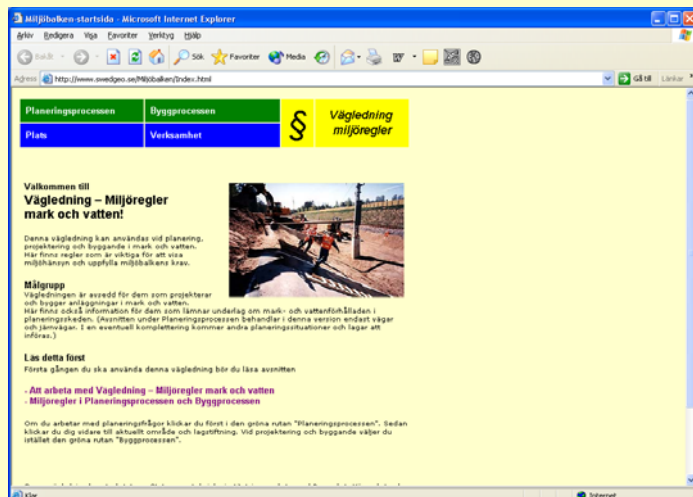 Miljöbalken-startsida - Microsoft Internet Explorer
Arkiv Redigera Visa Favoriter Verktyg Hjälp
Bakåt Sök Favoriter Media
Adress http://www.swedgeo.se/Miljöbalken/Index.html Gå till Länkar
Planeringsprocessen Byggprocessen
Plats Verksamhet
§ Vägledning
miljöregler
Valkommen till
Vägledning – Miljöregler
mark och vatten!
Denna vägledning kan användas vid planering,
projektering och byggande i mark och vatten.
Här finns regler som är viktiga för att visa
miljöhänsyn och uppfylla miljöbalkens krav.
Målgrupp
Vägledningen är avsedd för dem som projekterar
och bygger anläggningar i mark och vatten.
Här finns också information för dem som lämnar underlag om mark- och vattenförhålladen i
planeringsskeden. (Avsnitten under Planeringsprocessen behandlar i denna version endast vägar
och järnvägar. I en eventuell komplettering kommer andra planeringssituationer och lagar att
införas.)
Läs detta först
Första gången du ska använda denna vägledning bör du läsa avsnitten
- Att arbeta med Vägledning – Miljöregler mark och vatten
- Miljöregler i Planeringsprocessen och Byggprocessen
Om du arbetar med planeringsfrågor klickar du först i den gröna rutan "Planeringsprocessen". Sedan
klickar du dig vidare till aktuellt område och lagstiftning. Vid projektering och byggande väljer du
istället den gröna rutan "Byggprocessen".
Klar Internet